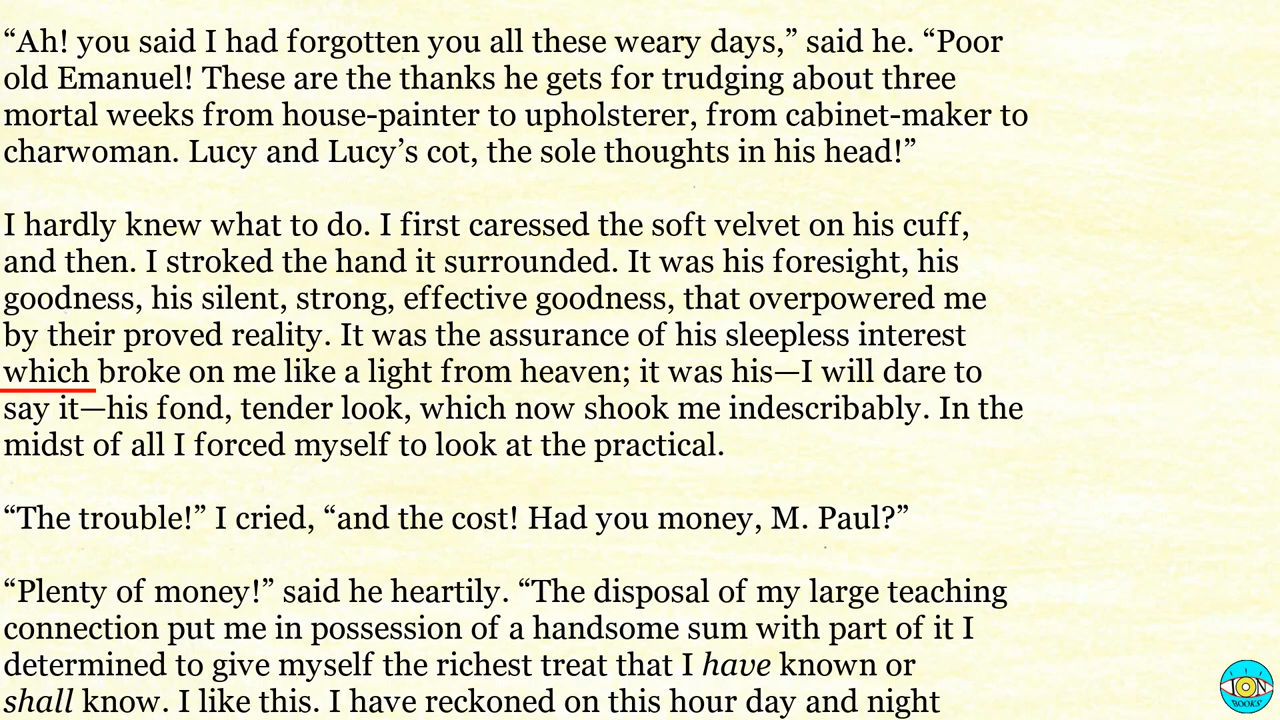 “Ah! you said I had forgotten you all these weary days,” said he. “Poor
old Emanuel! These are the thanks he gets for trudging about three
mortal weeks from house-painter to upholsterer, from cabinet-maker to
charwoman. Lucy and Lucy’s cot, the sole thoughts in his head!”
I hardly knew what to do. I first caressed the soft velvet on his cuff,
and then. I stroked the hand it surrounded. It was his foresight, his
goodness, his silent, strong, effective goodness, that overpowered me
by their proved reality. It was the assurance of his sleepless interest
which broke on me like a light from heaven; it was his—I will dare to
say it—his fond, tender look, which now shook me indescribably. In the
midst of all I forced myself to look at the practical.
“The trouble!” I cried, “and the cost! Had you money, M. Paul?”
“Plenty of money!” said he heartily. “The disposal of my large teaching
connection put me in possession of a handsome sum with part of it I
determined to give myself the richest treat that I have known or
shall know. I like this. I have reckoned on this hour day and night
ION
BOOKS